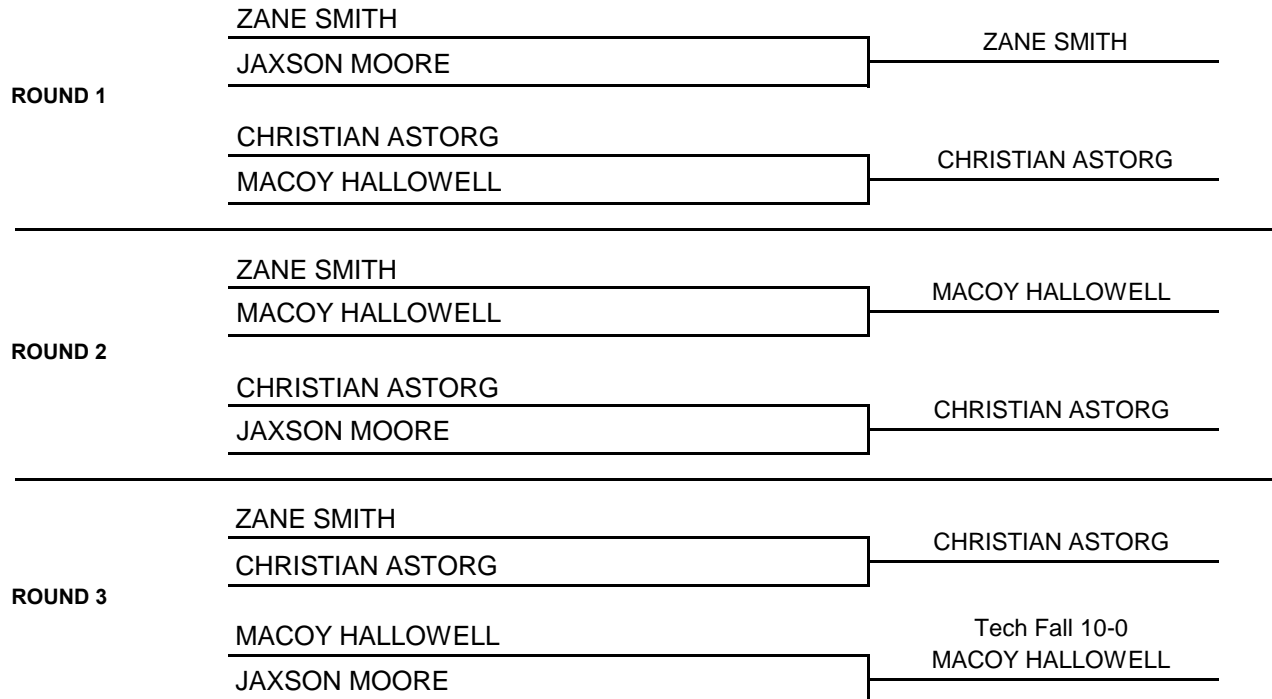 ZANE SMITH
ZANE SMITH
JAXSON MOORE
ROUND 1
CHRISTIAN ASTORG
CHRISTIAN ASTORG
MACOY HALLOWELL
ZANE SMITH
MACOY HALLOWELL
MACOY HALLOWELL
ROUND 2
CHRISTIAN ASTORG
CHRISTIAN ASTORG
JAXSON MOORE
ZANE SMITH
CHRISTIAN ASTORG
CHRISTIAN ASTORG
ROUND 3
MACOY HALLOWELL
Tech Fall 10-0
MACOY HALLOWELL
JAXSON MOORE